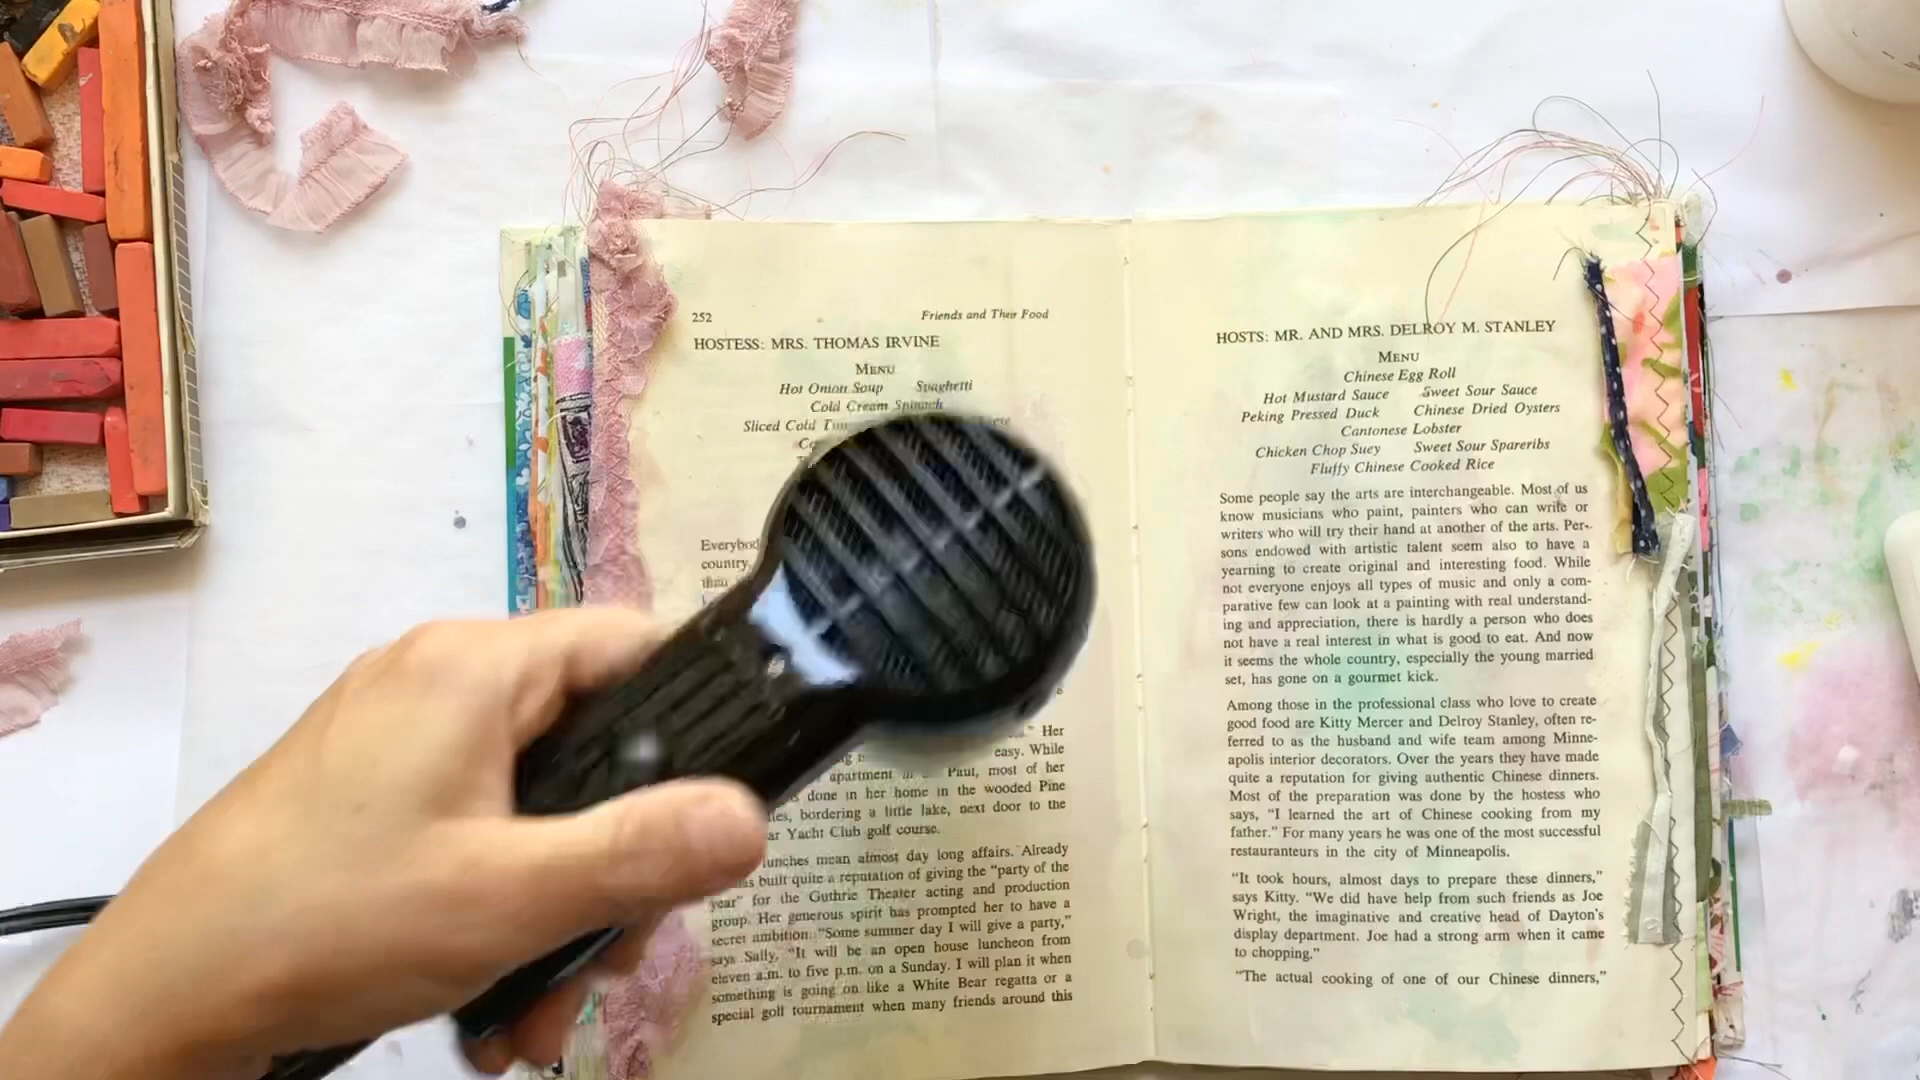 252
Friends and Their Food
HOSTESS: MRS. THOMAS IRVINE
MENU
Hot Onion Soup Spaghetti
Cold Cream Spinach
Sliced Cold
Everybody
country,
Her
easy. While
apartment Paul, most of her
done in her home in the wooded Pine
bordering a little lake, next door to the
Yacht Club golf course.
lunches mean almost day long affairs. Already
built quite a reputation of giving the "party of the
year" for the Guthrie Theater acting and production
group. Her generous spirit has prompted her to have a
secret ambition. "Some summer day I will give a party,"
says Sally. "It will be an open house luncheon from
eleven a.m. to five p.m. on a Sunday. I will plan it when
something is going on like a White Bear regatta or a
special golf tournament when many friends around this
HOSTS: MR. AND MRS. DELROY M. STANLEY
MENU
Chinese Egg Roll
Hot Mustard Sauce Sweet Sour Sauce
Peking Pressed Duck Chinese Dried Oysters
Cantonese Lobster
Chicken Chop Suey Sweet Sour Spareribs
Fluffy Chinese Cooked Rice
Some people say the arts are interchangeable. Most of us
know musicians who paint, painters who can write or
writers who will try their hand at another of the arts. Per-
sons endowed with artistic talent seem also to have a
yearning to create original and interesting food. While
not everyone enjoys all types of music and only a com-
parative few can look at a painting with real understand-
ing and appreciation, there is hardly a person who does
not have a real interest in what is good to eat. And now
it seems the whole country, especially the young married
set, has gone on a gourmet kick.
Among those in the professional class who love to create
good food are Kitty Mercer and Delroy Stanley, often re-
ferred to as the husband and wife team among Minne-
apolis interior decorators. Over the years they have made
quite a reputation for giving authentic Chinese dinners.
Most of the preparation was done by the hostess who
says, "I learned the art of Chinese cooking from my
father." For many years he was one of the most successful
restauranteurs in the city of Minneapolis.
"It took hours, almost days to prepare these dinners,"
says Kitty. "We did have help from such friends as Joe
Wright, the imaginative and creative head of Dayton's
display department. Joe had a strong arm when it came
to chopping."
"The actual cooking of one of our Chinese dinners,"